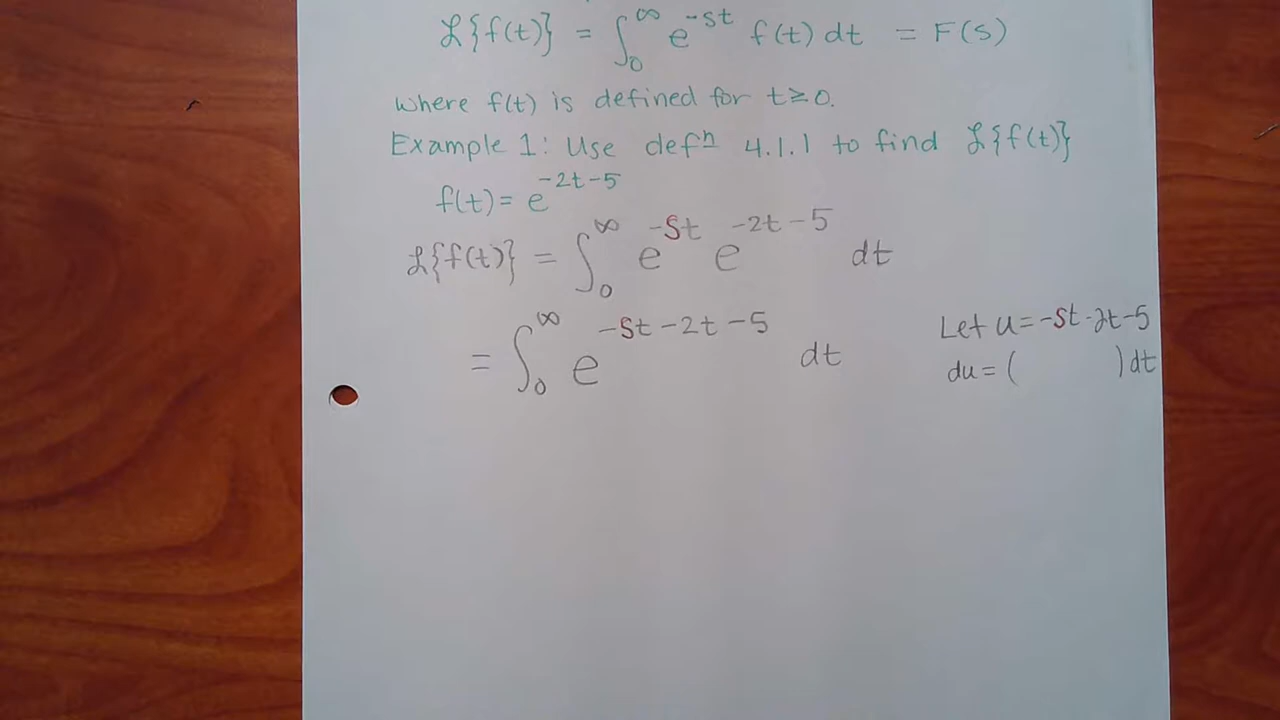 ℒ{f(t)} = ∫₀^∞ e^(-st) f(t) dt = F(s)
where f(t) is defined for t ≥ 0.
Example 1: Use defⁿ 4.1.1 to find ℒ{f(t)}
f(t) = e^(-2t-5)
ℒ{f(t)} = ∫₀^∞ e^(-st) e^(-2t-5) dt
= ∫₀^∞ e^(-st-2t-5) dt
Let u = -st-2t-5
du = ( )dt